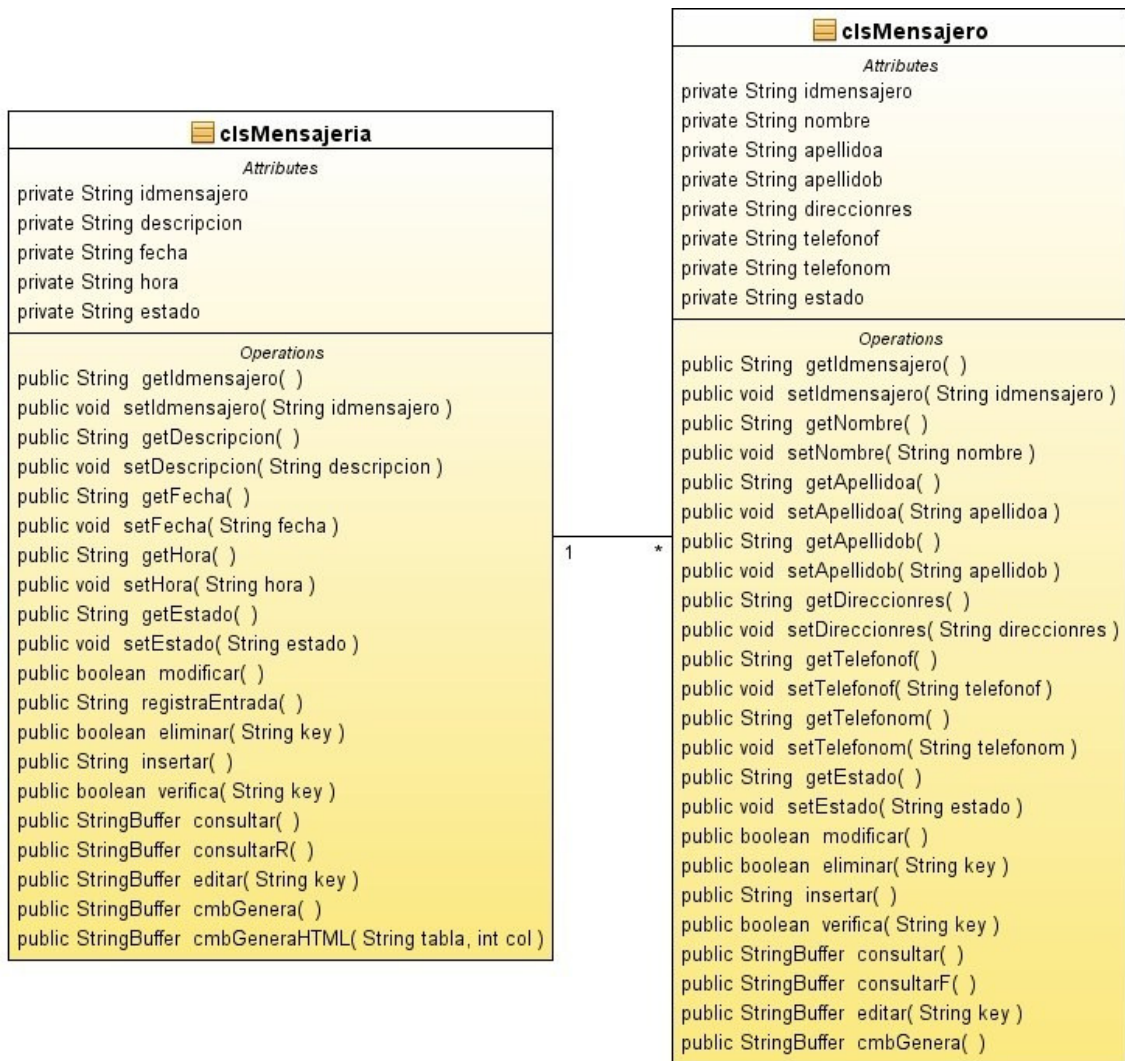 clsMensajeria
Attributes
private String idmensajero
private String descripcion
private String fecha
private String hora
private String estado
Operations
public String getIdmensajero( )
public void setIdmensajero( String idmensajero )
public String getDescripcion( )
public void setDescripcion( String descripcion )
public String getFecha( )
public void setFecha( String fecha )
public String getHora( )
public void setHora( String hora )
public String getEstado( )
public void setEstado( String estado )
public boolean modificar( )
public String registraEntrada( )
public boolean eliminar( String key )
public String insertar( )
public boolean verifica( String key )
public StringBuffer consultar( )
public StringBuffer consultarR( )
public StringBuffer editar( String key )
public StringBuffer cmbGenera( )
public StringBuffer cmbGeneraHTML( String tabla, int col )
1 *
clsMensajero
Attributes
private String idmensajero
private String nombre
private String apellidoa
private String apellidob
private String direccionres
private String telefonof
private String telefonom
private String estado
Operations
public String getIdmensajero( )
public void setIdmensajero( String idmensajero )
public String getNombre( )
public void setNombre( String nombre )
public String getApellidoa( )
public void setApellidoa( String apellidoa )
public String getApellidob( )
public void setApellidob( String apellidob )
public String getDireccionres( )
public void setDireccionres( String direccionres )
public String getTelefonof( )
public void setTelefonof( String telefonof )
public String getTelefonom( )
public void setTelefonom( String telefonom )
public String getEstado( )
public void setEstado( String estado )
public boolean modificar( )
public boolean eliminar( String key )
public String insertar( )
public boolean verifica( String key )
public StringBuffer consultar( )
public StringBuffer consultarF( )
public StringBuffer editar( String key )
public StringBuffer cmbGenera( )